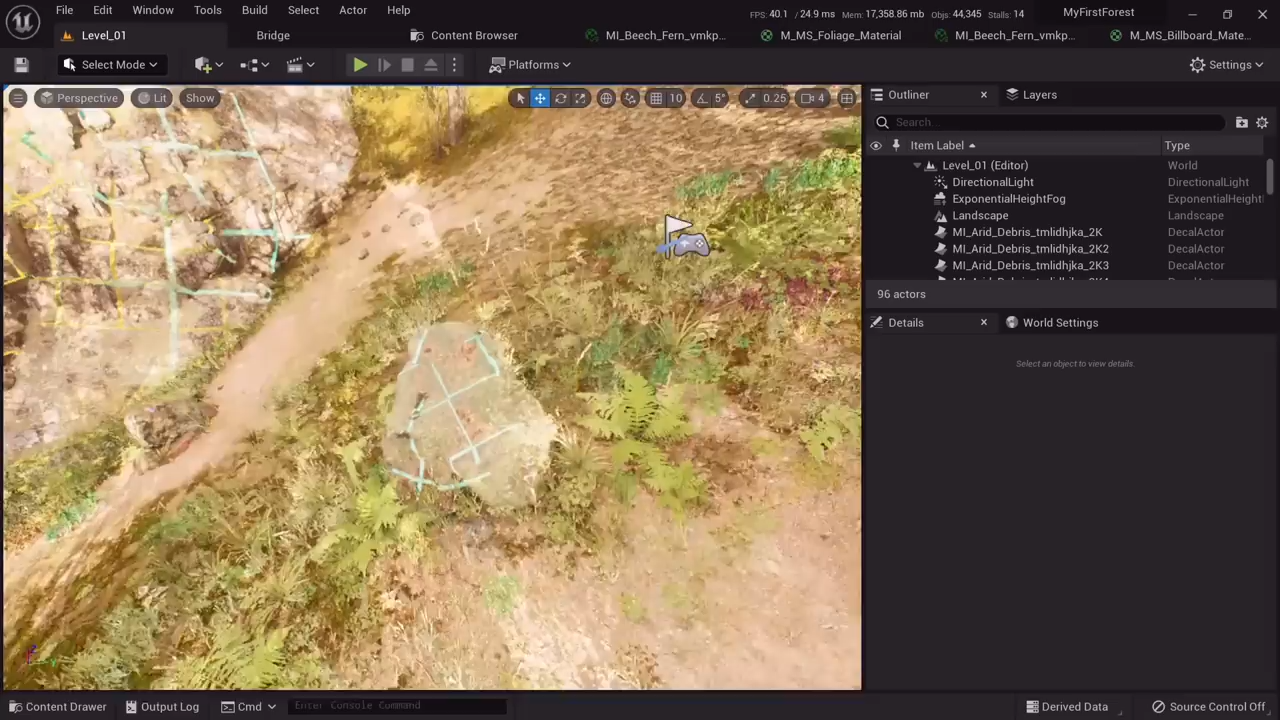 File Edit Window Tools Build Select Actor Help
FPS: 40.1 / 24.9 ms Mem: 17,358.86 mb Objs: 44,345 Stalls: 14 MyFirstForest
Level_01 Bridge Content Browser MI_Beech_Fern_vmkp... M_MS_Foliage_Material MI_Beech_Fern_vmkp... M_MS_Billboard_Mate...
Select Mode Platforms Settings
Perspective Lit Show 10 5° 0.25 4
Outliner Layers
Search...
Item Label Type
Level_01 (Editor) World
DirectionalLight DirectionalLight
ExponentialHeightFog ExponentialHeight
Landscape Landscape
MI_Arid_Debris_tmlidhjka_2K DecalActor
MI_Arid_Debris_tmlidhjka_2K2 DecalActor
MI_Arid_Debris_tmlidhjka_2K3 DecalActor
96 actors
Details World Settings
Select an object to view details.
Content Drawer Output Log Cmd Enter Console Command Derived Data Source Control Off